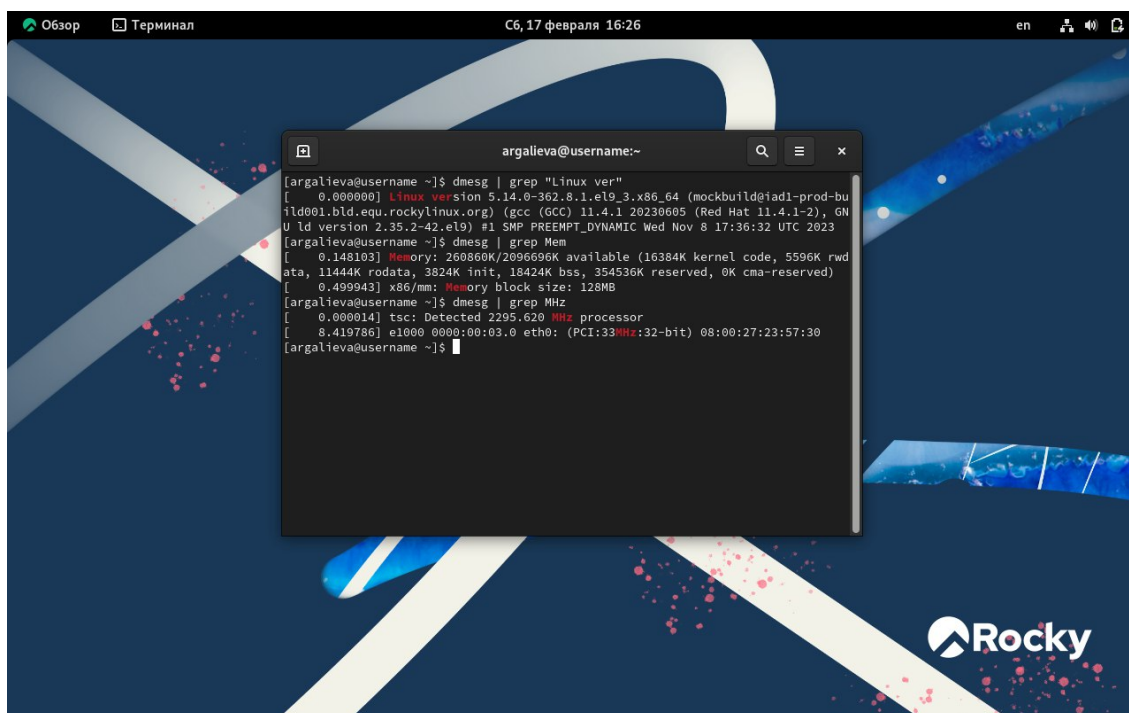 Обзор Терминал Сб, 17 февраля 16:26 en
argalieva@username:~
[argalieva@username ~]$ dmesg | grep "Linux ver"
[    0.000000] Linux version 5.14.0-362.8.1.el9_3.x86_64 (mockbuild@iad1-prod-bu
ild001.bld.equ.rockylinux.org) (gcc (GCC) 11.4.1 20230605 (Red Hat 11.4.1-2), GN
U ld version 2.35.2-42.el9) #1 SMP PREEMPT_DYNAMIC Wed Nov 8 17:36:32 UTC 2023
[argalieva@username ~]$ dmesg | grep Mem
[    0.148103] Memory: 260860K/2096696K available (16384K kernel code, 5596K rwd
ata, 11444K rodata, 3824K init, 18424K bss, 354536K reserved, 0K cma-reserved)
[    0.499943] x86/mm: Memory block size: 128MB
[argalieva@username ~]$ dmesg | grep MHz
[    0.000014] tsc: Detected 2295.620 MHz processor
[    8.419786] e1000 0000:00:03.0 eth0: (PCI:33MHz:32-bit) 08:00:27:23:57:30
[argalieva@username ~]$
Rocky